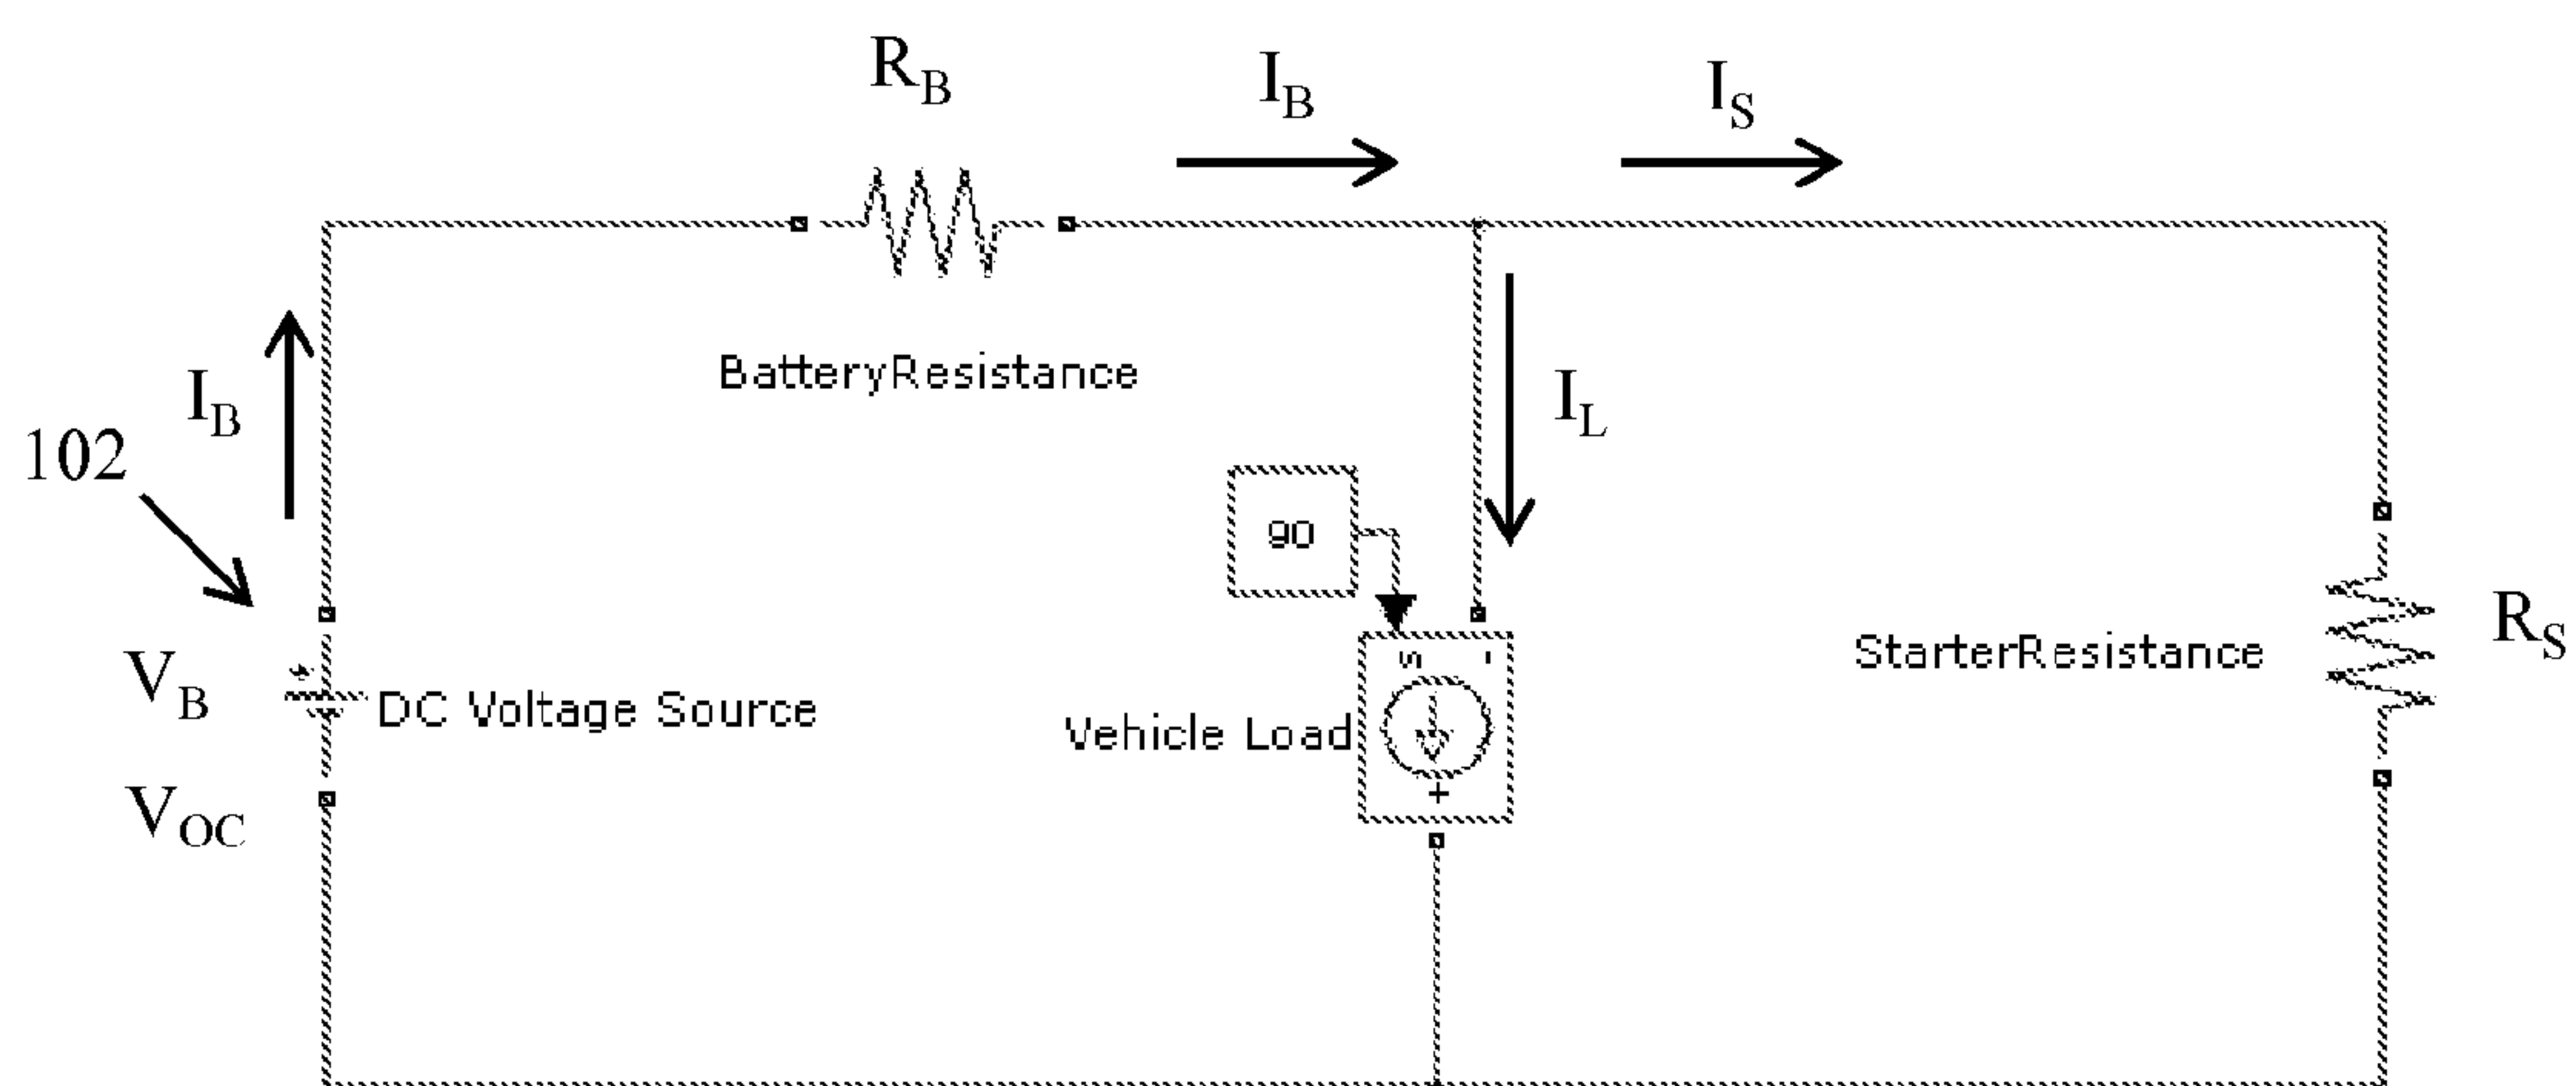 R_B
I_B
I_S
BatteryResistance
I_B
I_L
102
90
S -
StarterResistance
R_S
V_B
+
DC Voltage Source
Vehicle Load
+
V_OC